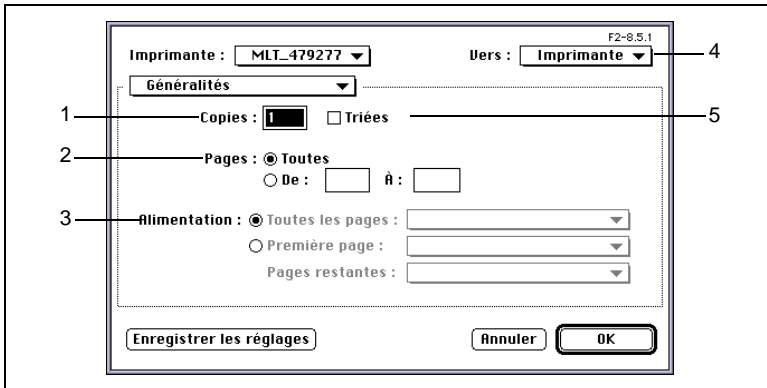 F2-8.5.1
Imprimante : MLT_479277 Vers : Imprimante 4
Généralités
1 Copies : 1 Triées 5
2 Pages : Toutes
De : À :
3 Alimentation : Toutes les pages :
Première page :
Pages restantes :
Enregistrer les réglages Annuler OK